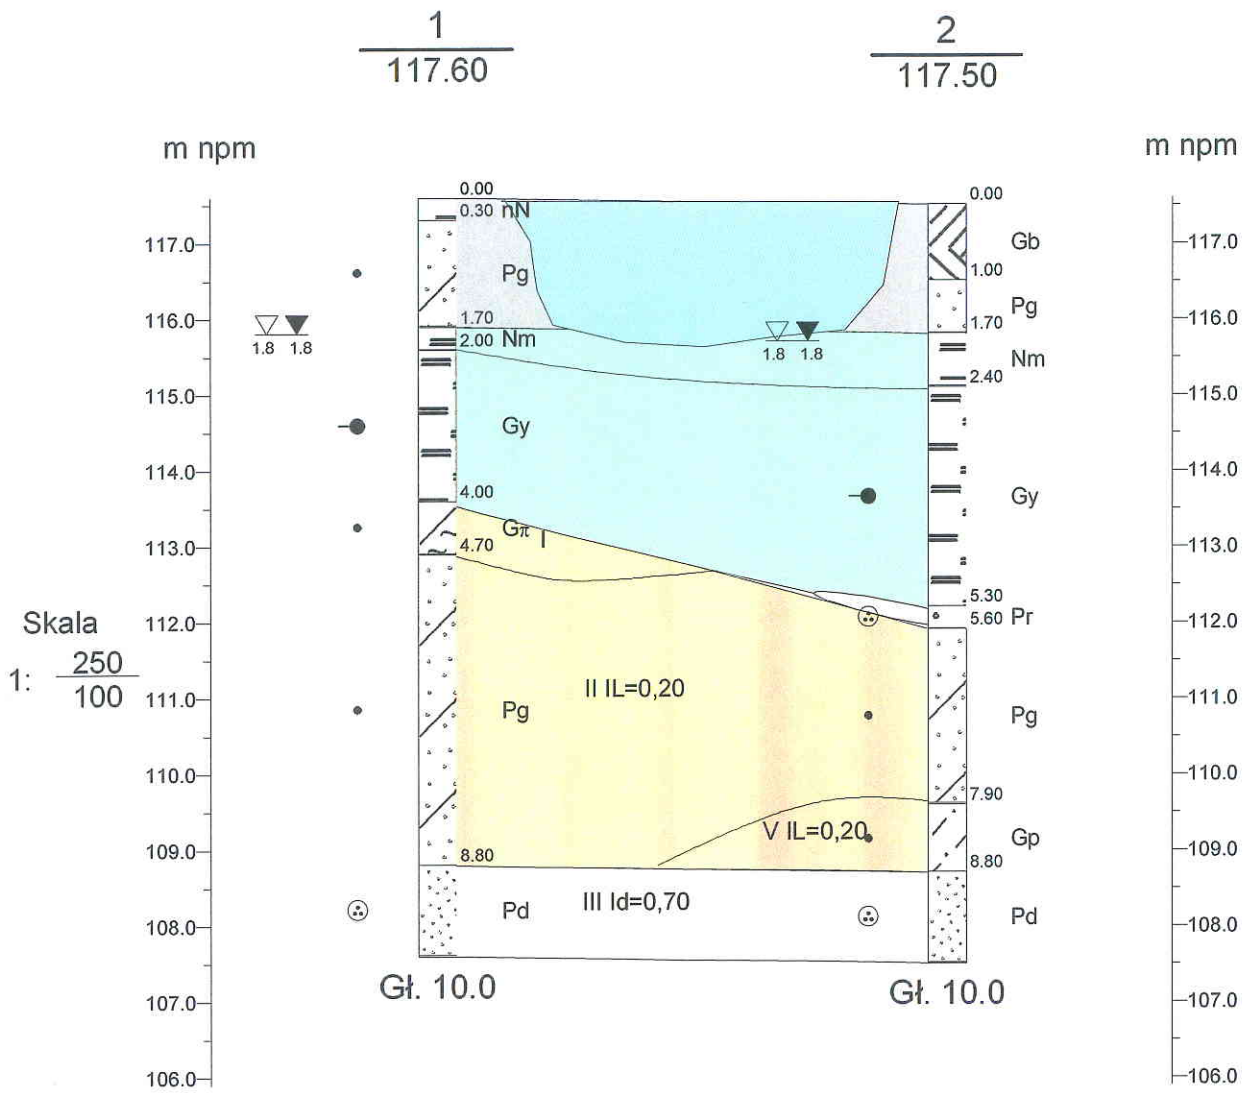 1
117.60
2
117.50
m npm
m npm
0.00
0.30 nN
Pg
1.70
2.00 Nm
Gy
4.00
Gπ I
4.70
Pg
8.80
Pd
0.00
Gb
1.00
Pg
1.70
Nm
2.40
Gy
5.30
5.60 Pr
Pg
7.90
Gp
8.80
Pd
117.0
116.0
115.0
114.0
113.0
112.0
111.0
110.0
109.0
108.0
107.0
106.0
117.0
116.0
115.0
114.0
113.0
112.0
111.0
110.0
109.0
108.0
107.0
106.0
1.8 1.8
1.8 1.8
Skala
1: 250
100
II IL=0,20
V IL=0,20
III Id=0,70
Gł. 10.0
Gł. 10.0